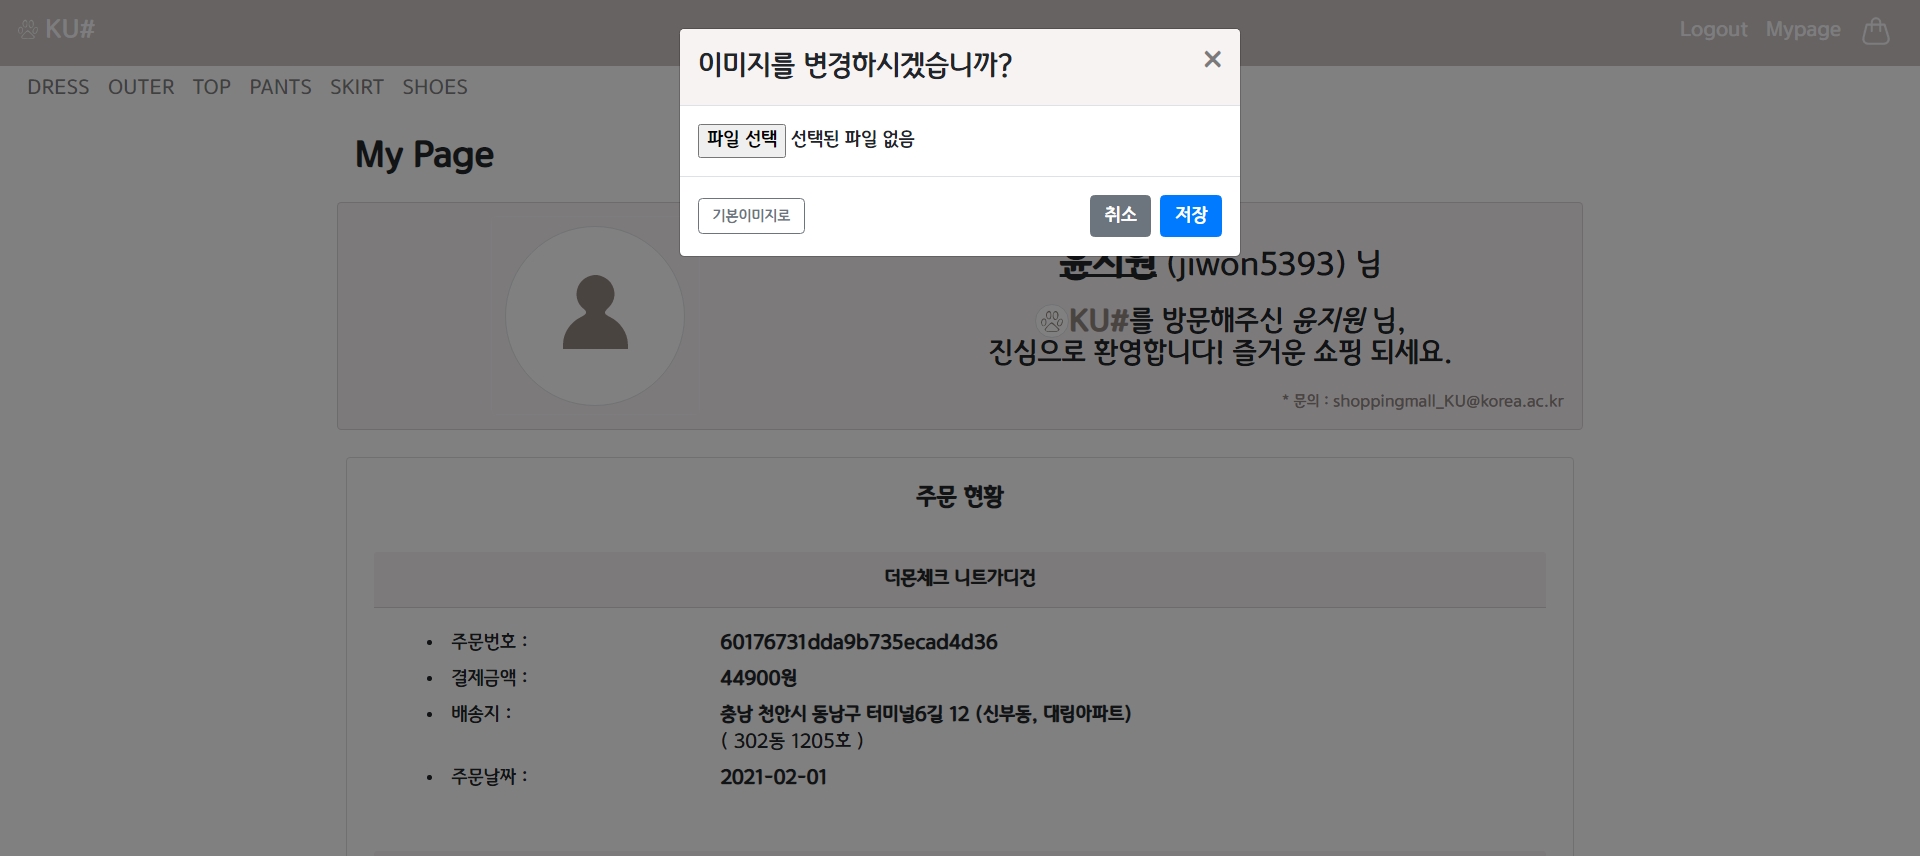 KU#
Logout Mypage
이미지를 변경하시겠습니까?
×
DRESS OUTER TOP PANTS SKIRT SHOES
파일 선택 선택된 파일 없음
My Page
기본이미지로 취소 저장
윤지원 (jiwon5393) 님
KU#를 방문해주신 윤지원 님,
진심으로 환영합니다! 즐거운 쇼핑 되세요.
* 문의 : shoppingmall_KU@korea.ac.kr
주문 현황
더몬체크 니트가디건
• 주문번호 : 60176731dda9b735ecad4d36
• 결제금액 : 44900원
• 배송지 : 충남 천안시 동남구 터미널6길 12 (신부동, 대림아파트)
( 302동 1205호 )
• 주문날짜 : 2021-02-01